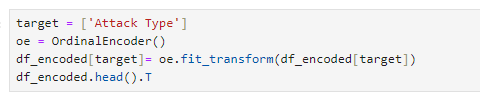 target = ['Attack Type']
oe = OrdinalEncoder()
df_encoded[target]= oe.fit_transform(df_encoded[target])
df_encoded.head().T